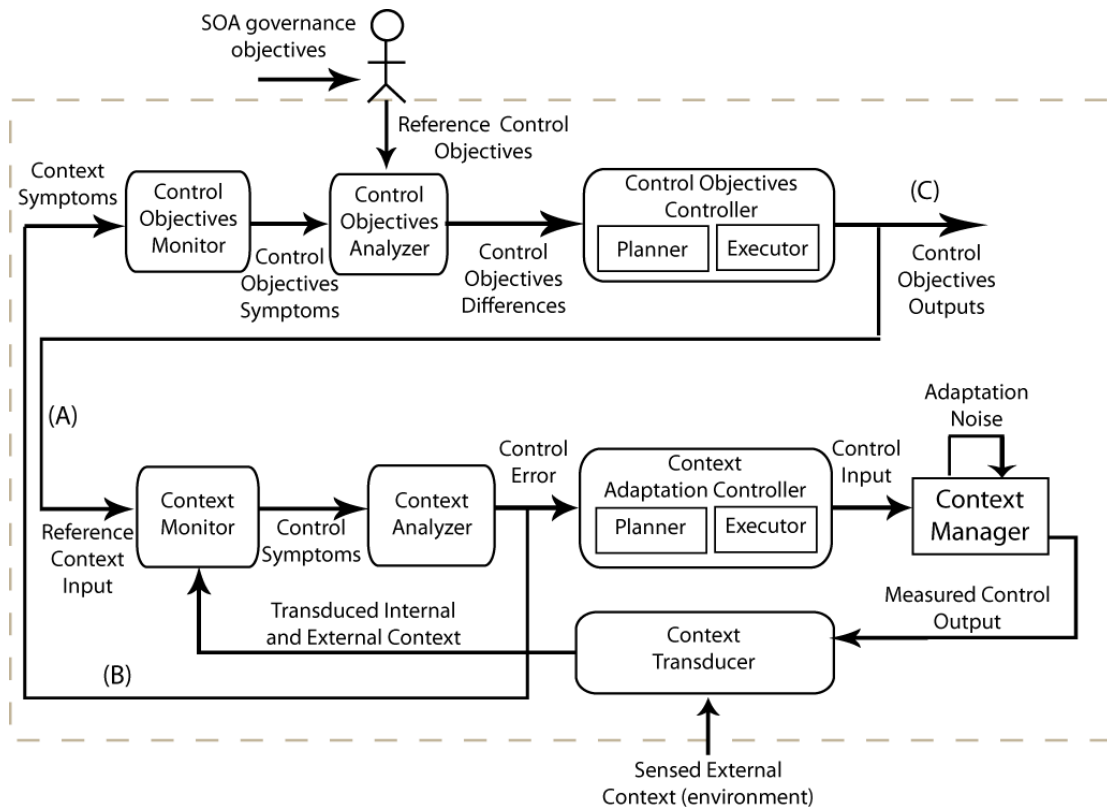 SOA governance
objectives
Reference Control
Objectives
Context
Symptoms
Control
Objectives
Monitor
Control
Objectives
Symptoms
Control
Objectives
Analyzer
Control
Objectives
Differences
Control Objectives
Controller
Planner
Executor
(C)
Control
Objectives
Outputs
(A)
Reference
Context
Input
Context
Monitor
Control
Symptoms
Context
Analyzer
Control
Error
Context
Adaptation Controller
Planner
Executor
Control
Input
Adaptation
Noise
Context
Manager
Measured Control
Output
Context
Transducer
Transduced Internal
and External Context
(B)
Sensed External
Context (environment)